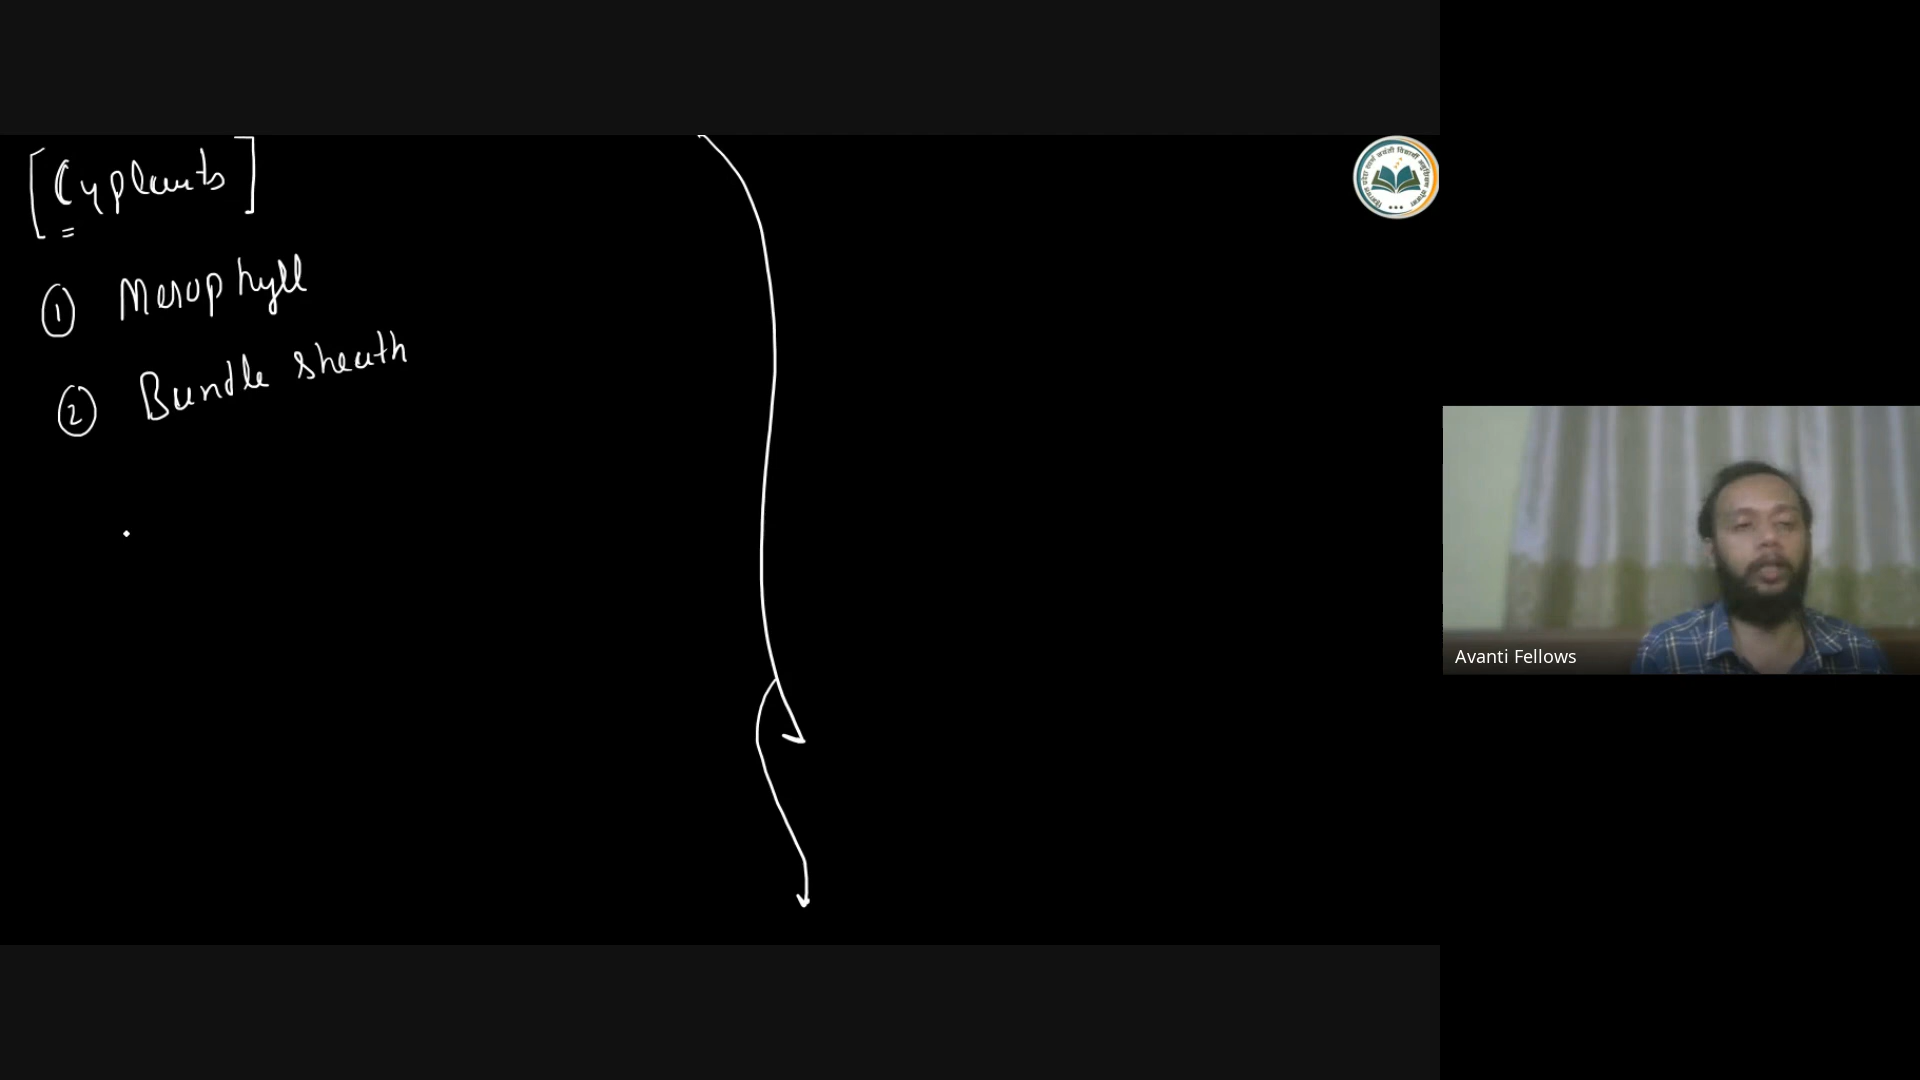 [C4 plants]
① Mesophyll
② Bundle sheath
Avanti Fellows